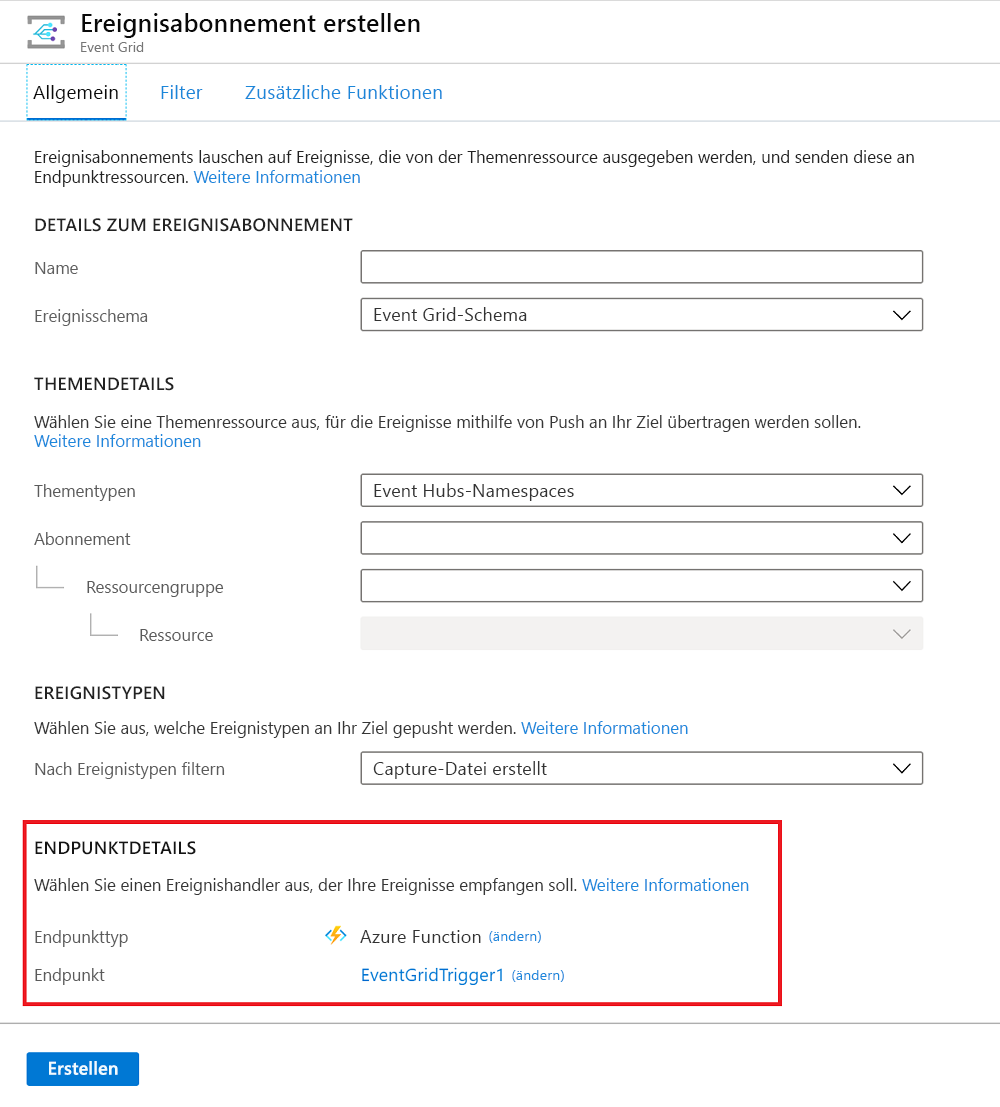 Ereignisabonnement erstellen
Event Grid
Allgemein Filter Zusätzliche Funktionen
Ereignisabonnements lauschen auf Ereignisse, die von der Themenressource ausgegeben werden, und senden diese an
Endpunktressourcen. Weitere Informationen
DETAILS ZUM EREIGNISABONNEMENT
Name
Ereignisschema Event Grid-Schema
THEMENDETAILS
Wählen Sie eine Themenressource aus, für die Ereignisse mithilfe von Push an Ihr Ziel übertragen werden sollen.
Weitere Informationen
Thementypen Event Hubs-Namespaces
Abonnement
Ressourcengruppe
Ressource
EREIGNISTYPEN
Wählen Sie aus, welche Ereignistypen an Ihr Ziel gepusht werden. Weitere Informationen
Nach Ereignistypen filtern Capture-Datei erstellt
ENDPUNKTDETAILS
Wählen Sie einen Ereignishandler aus, der Ihre Ereignisse empfangen soll. Weitere Informationen
Endpunkttyp Azure Function (ändern)
Endpunkt EventGridTrigger1 (ändern)
Erstellen